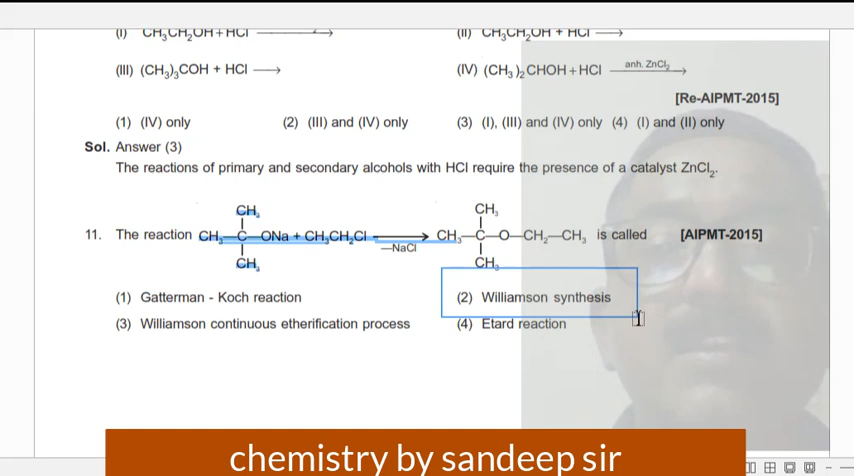 (I) CH₃CH₂OH + HCl ⟶
(II) CH₃CH₂OH + HCl ⟶
(III) (CH₃)₃COH + HCl ⟶
(IV) (CH₃)₂CHOH + HCl anh. ZnCl₂ ⟶
[Re-AIPMT-2015]
(1) (IV) only (2) (III) and (IV) only (3) (I), (III) and (IV) only (4) (I) and (II) only
Sol. Answer (3)
The reactions of primary and secondary alcohols with HCl require the presence of a catalyst ZnCl₂.
CH₃ CH₃
11. The reaction CH₃—C—ONa + CH₃CH₂Cl ⟶ CH₃—C—O—CH₂—CH₃ is called [AIPMT-2015]
—NaCl
CH₃ CH₃
(1) Gatterman - Koch reaction (2) Williamson synthesis
(3) Williamson continuous etherification process (4) Etard reaction
chemistry by sandeep sir